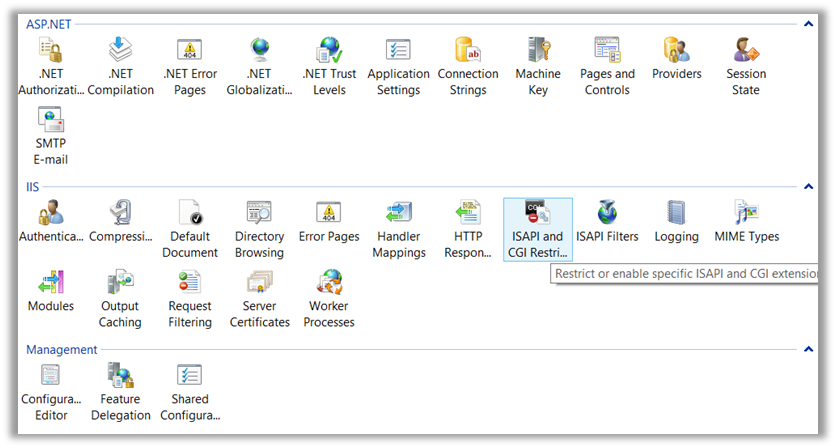 ASP.NET
.NET .NET .NET Error .NET .NET Trust Application Connection Machine Pages and Providers Session
Authorizati... Compilation Pages Globalizati... Levels Settings Strings Key Controls State
SMTP
E-mail
IIS
Authentica... Compressi... Default Directory Error Pages Handler HTTP ISAPI and ISAPI Filters Logging MIME Types
Document Browsing Mappings Respon... CGI Restri...
Restrict or enable specific ISAPI and CGI extensio
Modules Output Request Server Worker
Caching Filtering Certificates Processes
Management
Configura... Feature Shared
Editor Delegation Configura...